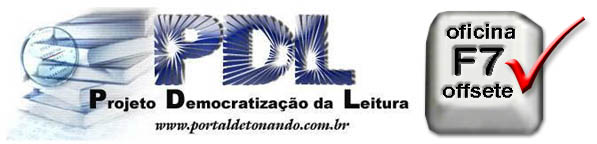 PDL
Projeto Democratização da Leitura
www.portaldetonando.com.br
oficina
F7
offsete